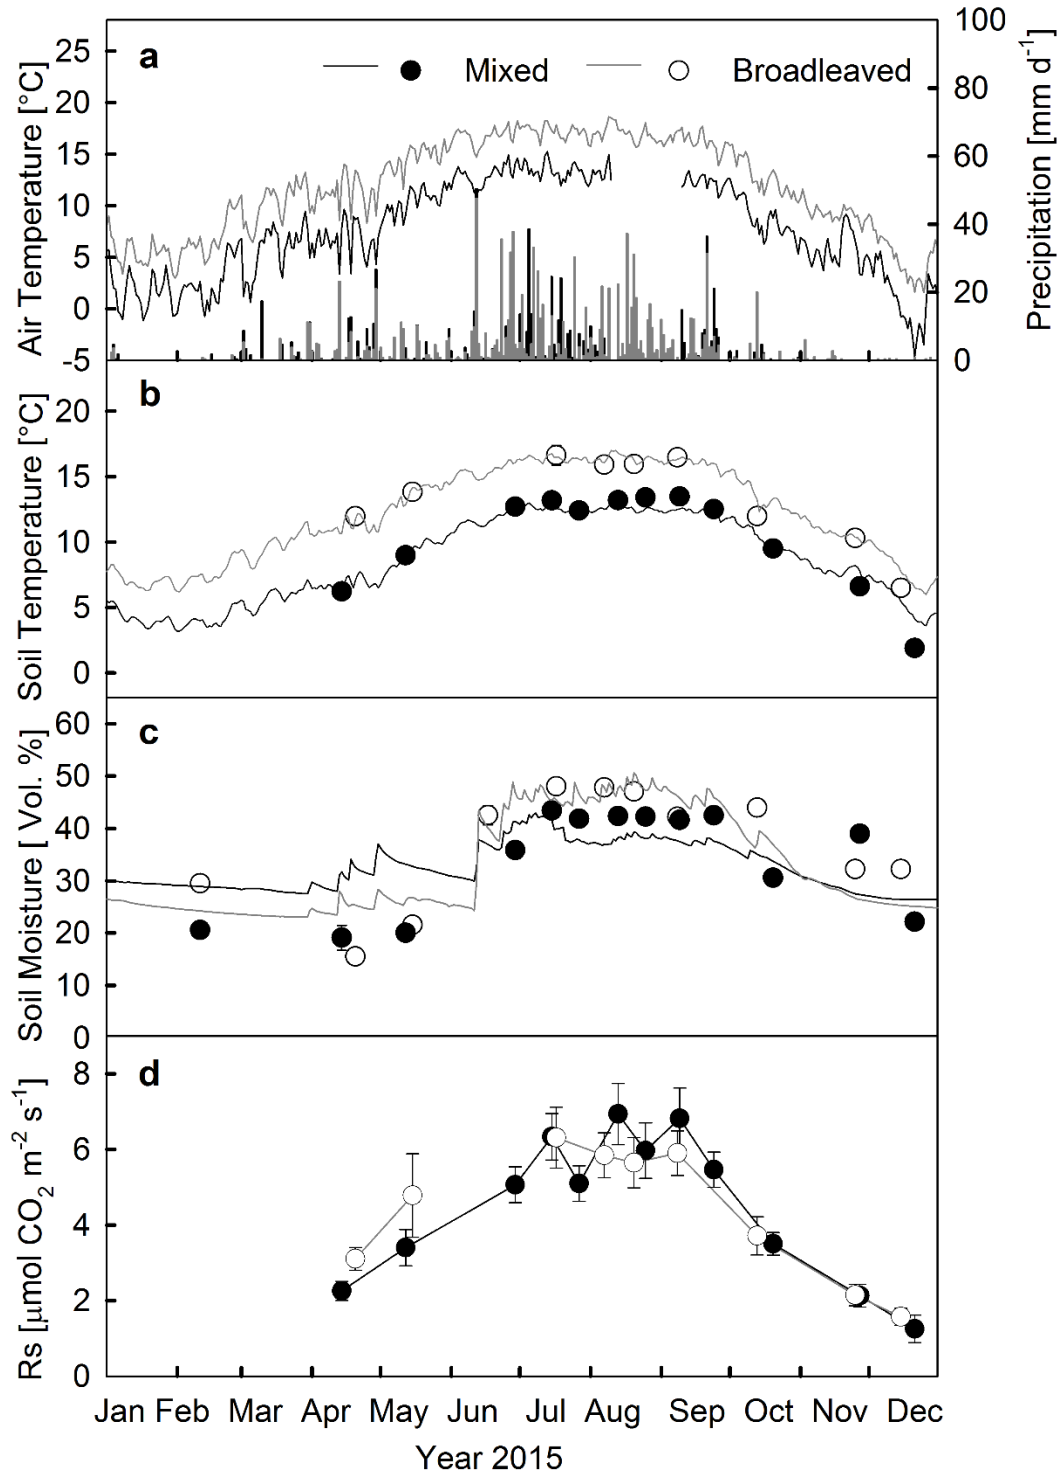 a
Mixed
Broadleaved
Air Temperature [°C]
25
20
15
10
5
0
-5
Precipitation [mm d⁻¹]
100
80
60
40
20
0
b
Soil Temperature [°C]
20
15
10
5
0
c
Soil Moisture [ Vol. %]
60
50
40
30
20
10
0
d
Rs [μmol CO₂ m⁻² s⁻¹]
8
6
4
2
0
Jan Feb Mar Apr May Jun Jul Aug Sep Oct Nov Dec
Year 2015